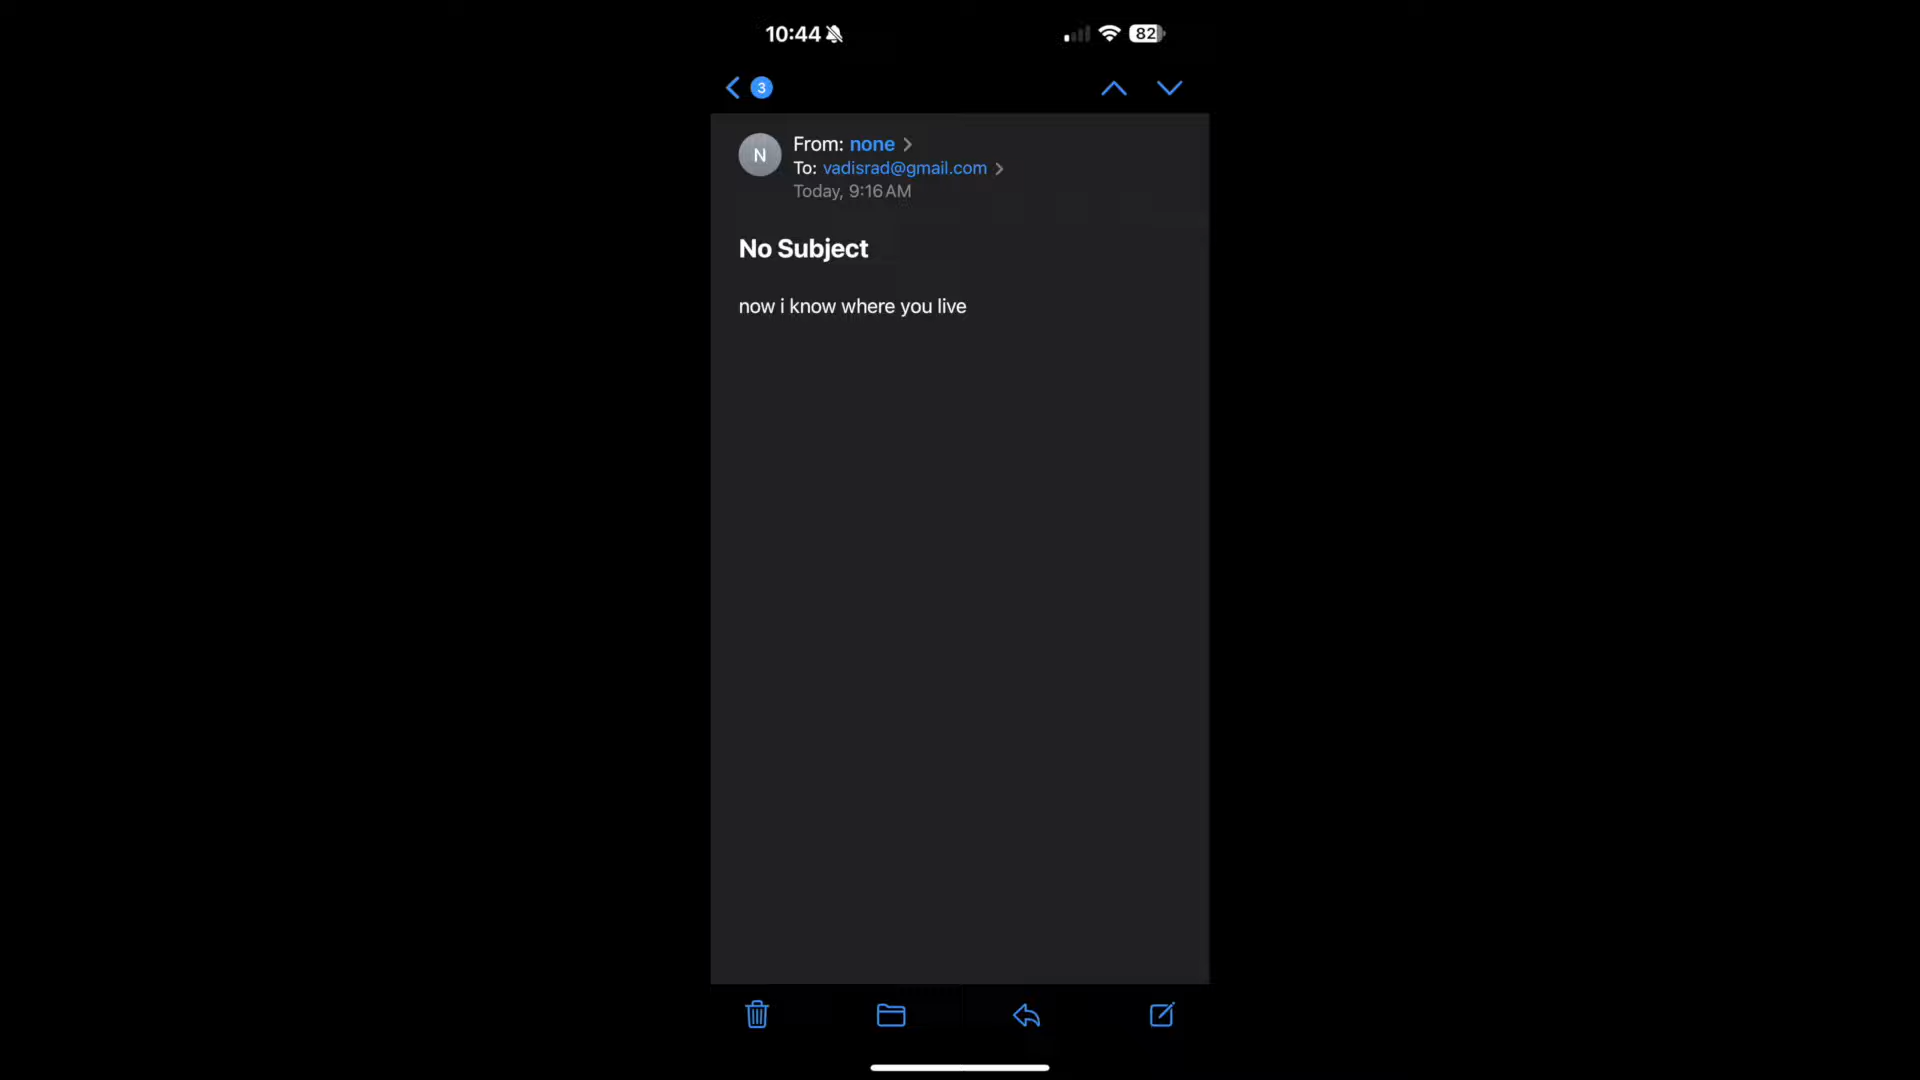 10:44
82
3
N
From: none
To: vadisrad@gmail.com
Today, 9:16 AM
No Subject
now i know where you live